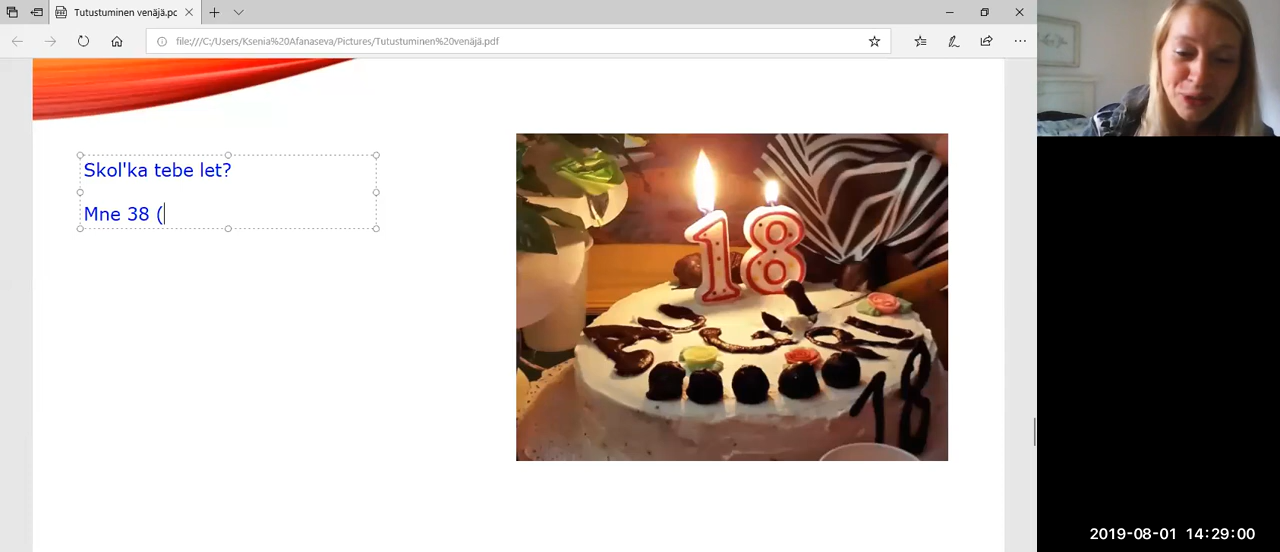 Tutustuminen venäjä.pc
file:///C:/Users/Ksenia%20Afanaseva/Pictures/Tutustuminen%20venäjä.pdf
Skol'ka tebe let?
Mne 38 (
18
18
2019-08-01 14:29:00